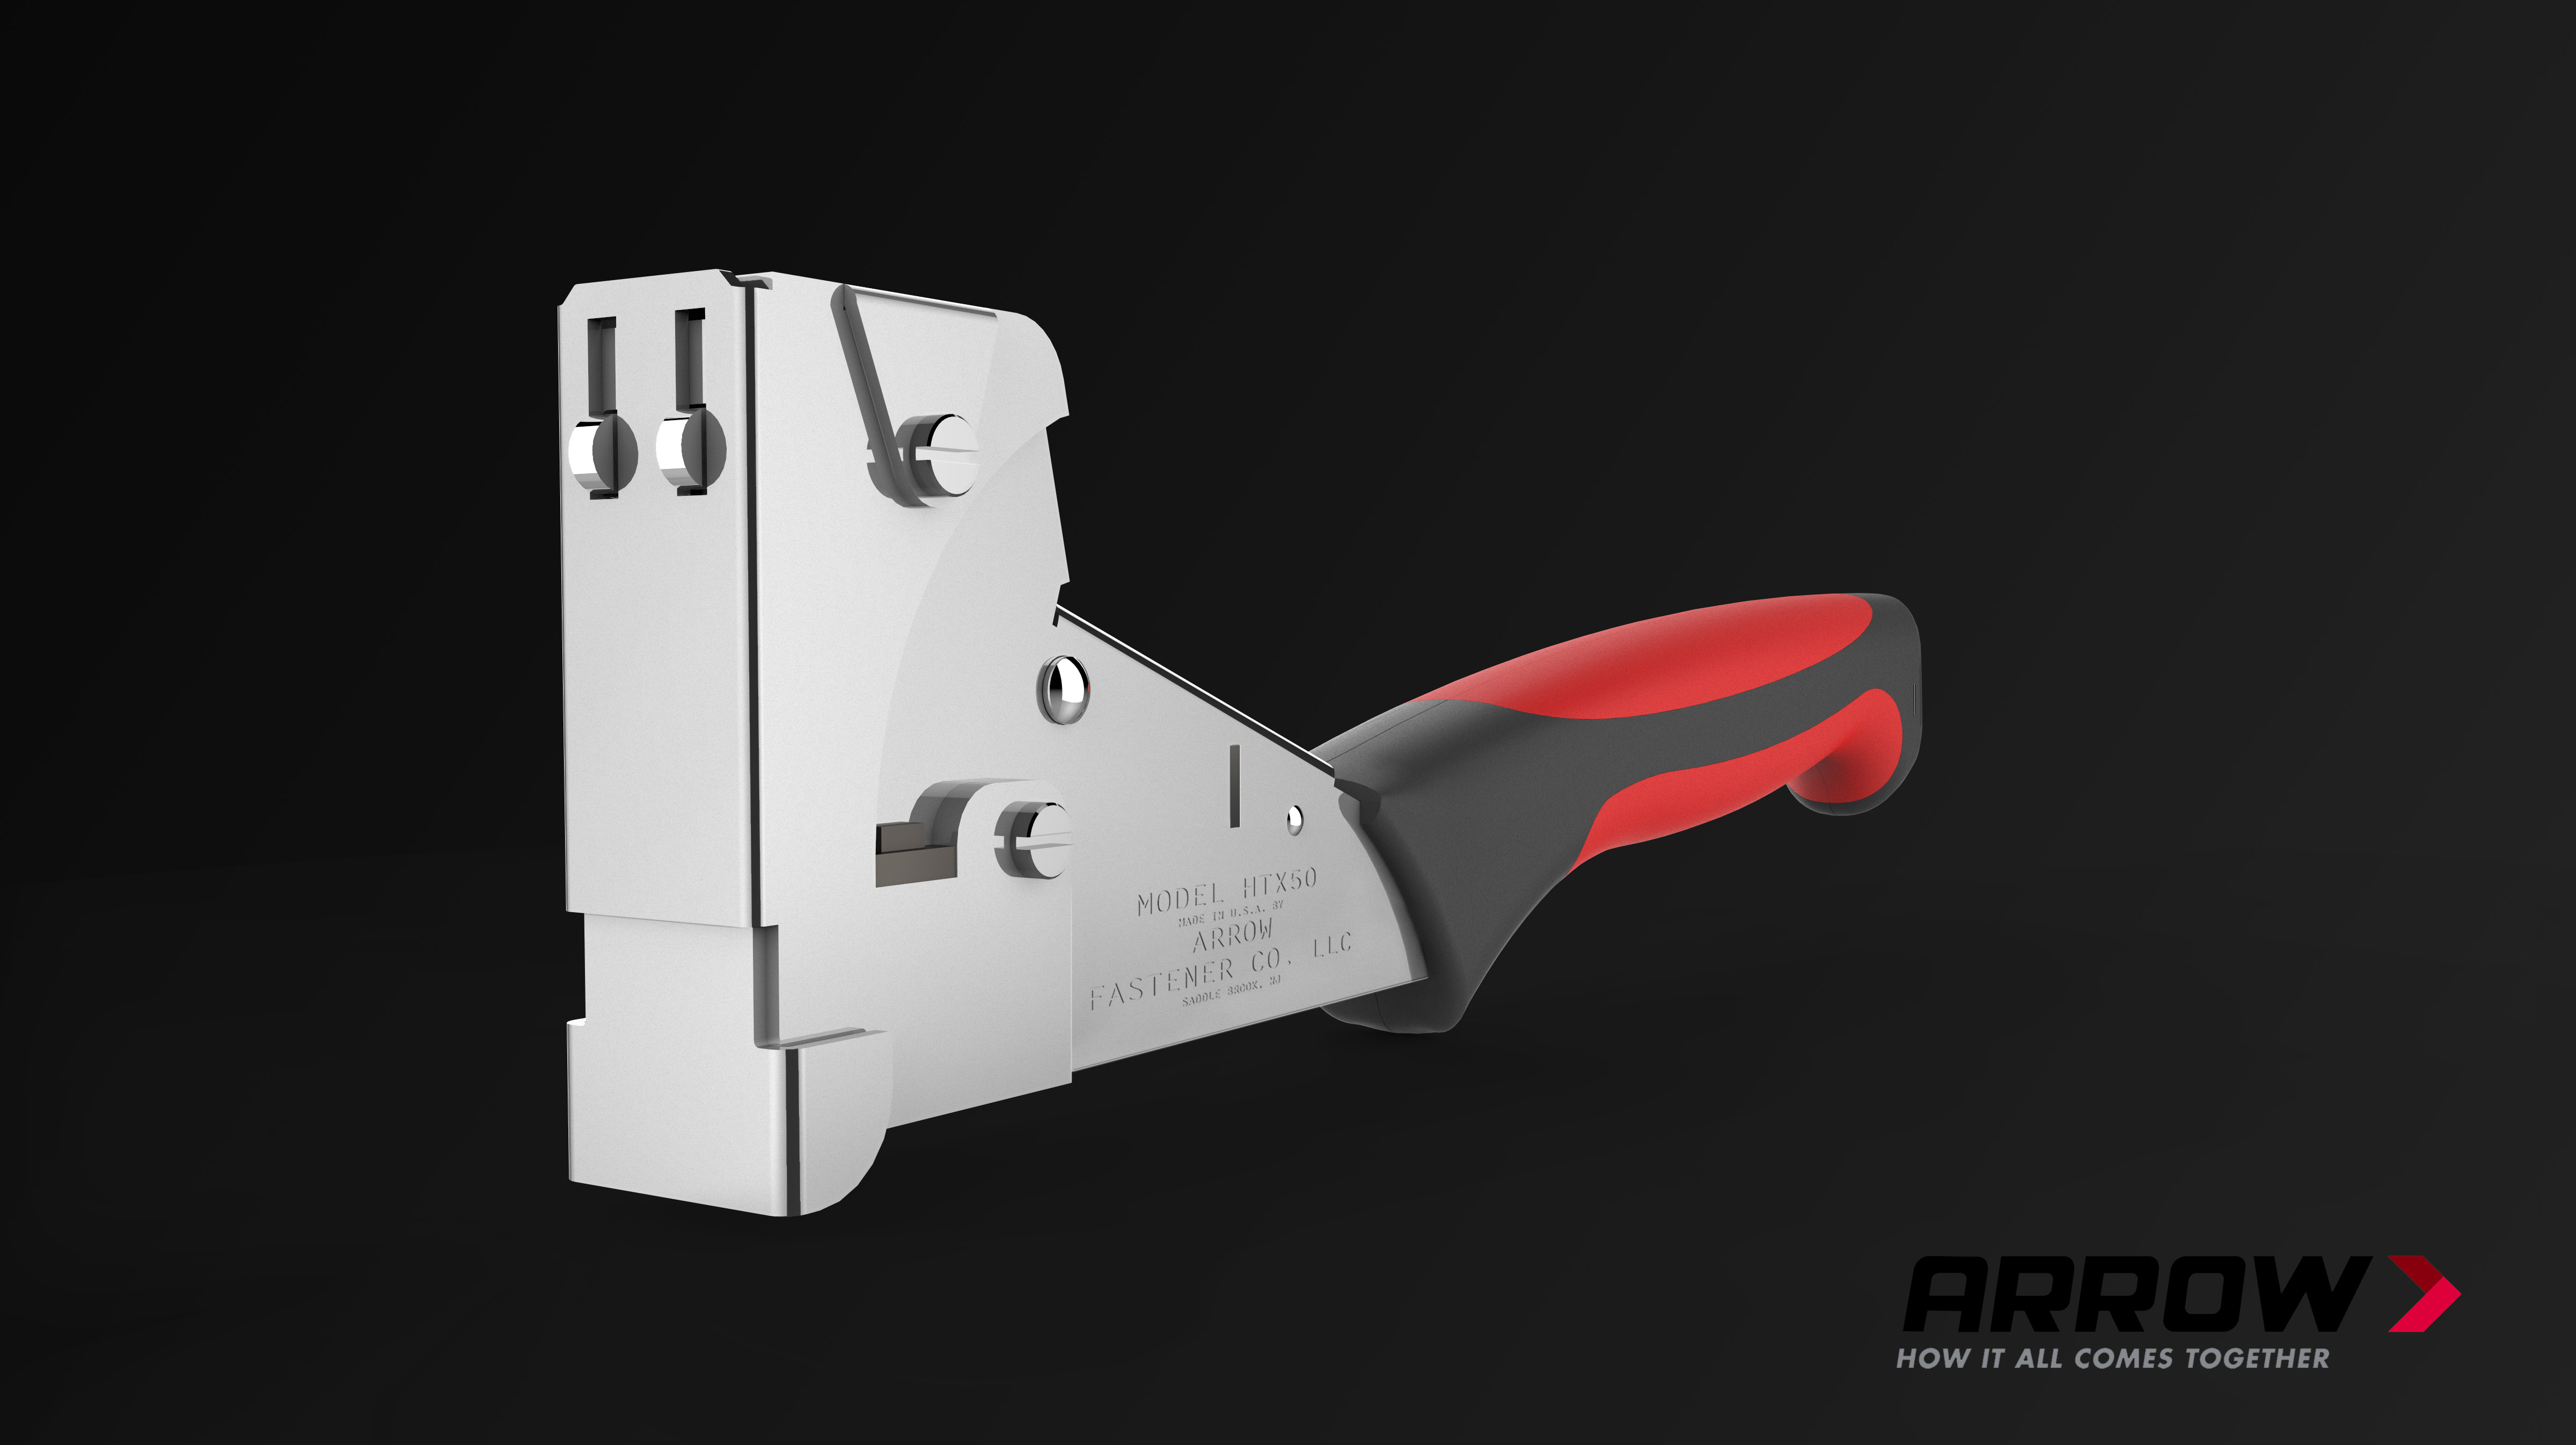 MODEL HTX50
MADE IN U.S.A. BY
ARROW
FASTENER CO. LLC
SADDLE BROOK, NJ
ARROW
HOW IT ALL COMES TOGETHER